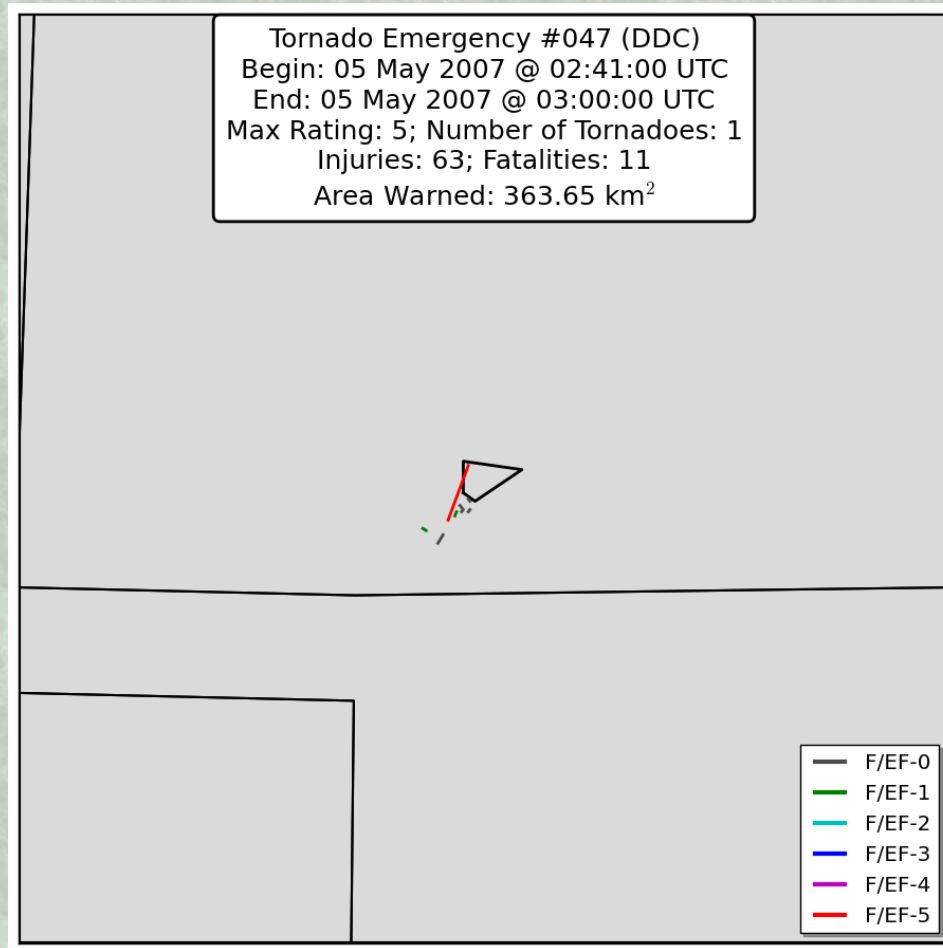 Tornado Emergency #047 (DDC)
Begin: 05 May 2007 @ 02:41:00 UTC
End: 05 May 2007 @ 03:00:00 UTC
Max Rating: 5; Number of Tornadoes: 1
Injuries: 63; Fatalities: 11
Area Warned: 363.65 km²
F/EF-0
F/EF-1
F/EF-2
F/EF-3
F/EF-4
F/EF-5